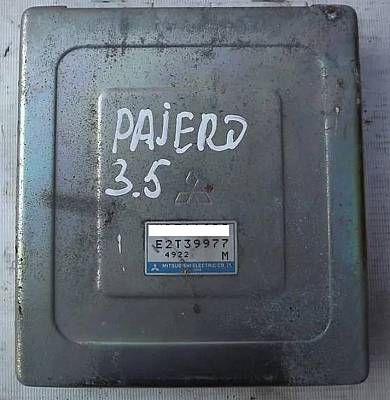 PAJERO
3.5
E2T39977
4922 M
MITSUBISHI ELECTRIC CO